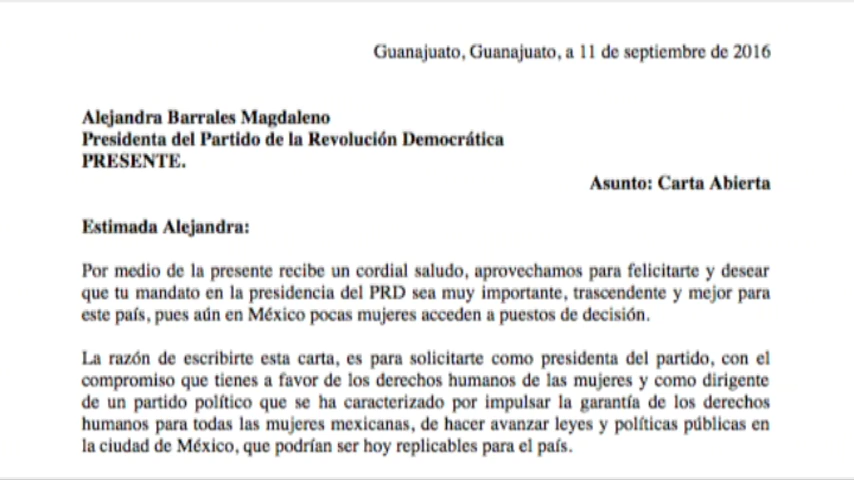 Guanajuato, Guanajuato, a 11 de septiembre de 2016
Alejandra Barrales Magdaleno
Presidenta del Partido de la Revolución Democrática
PRESENTE.
Asunto: Carta Abierta
Estimada Alejandra:
Por medio de la presente recibe un cordial saludo, aprovechamos para felicitarte y desear
que tu mandato en la presidencia del PRD sea muy importante, trascendente y mejor para
este país, pues aún en México pocas mujeres acceden a puestos de decisión.
La razón de escribirte esta carta, es para solicitarte como presidenta del partido, con el
compromiso que tienes a favor de los derechos humanos de las mujeres y como dirigente
de un partido político que se ha caracterizado por impulsar la garantía de los derechos
humanos para todas las mujeres mexicanas, de hacer avanzar leyes y políticas públicas en
la ciudad de México, que podrían ser hoy replicables para el país.